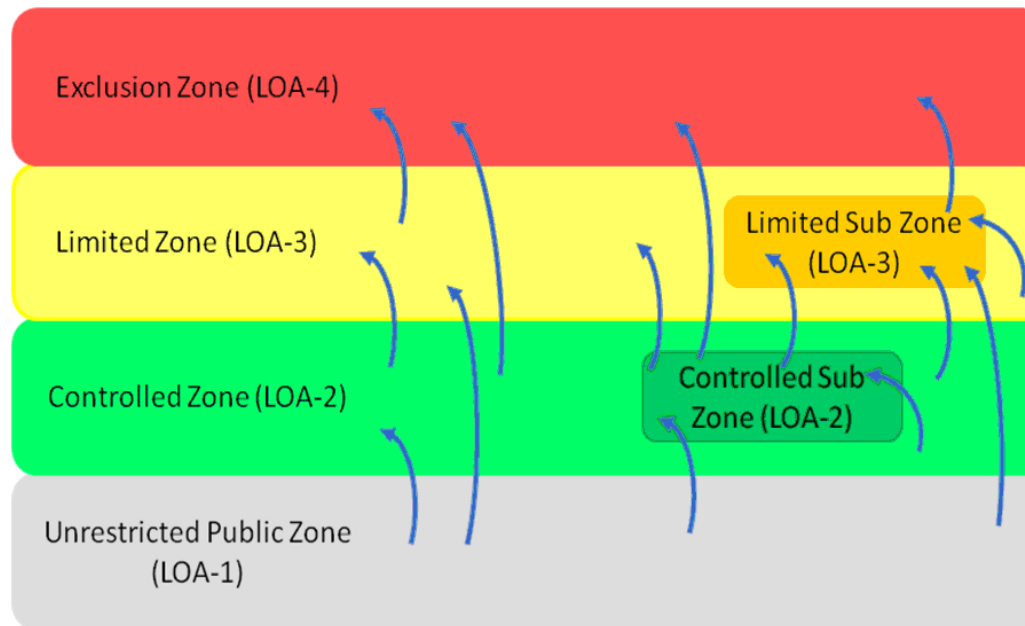 Exclusion Zone (LOA-4)
Limited Zone (LOA-3)
Limited Sub Zone
(LOA-3)
Controlled Zone (LOA-2)
Controlled Sub
Zone (LOA-2)
Unrestricted Public Zone
(LOA-1)